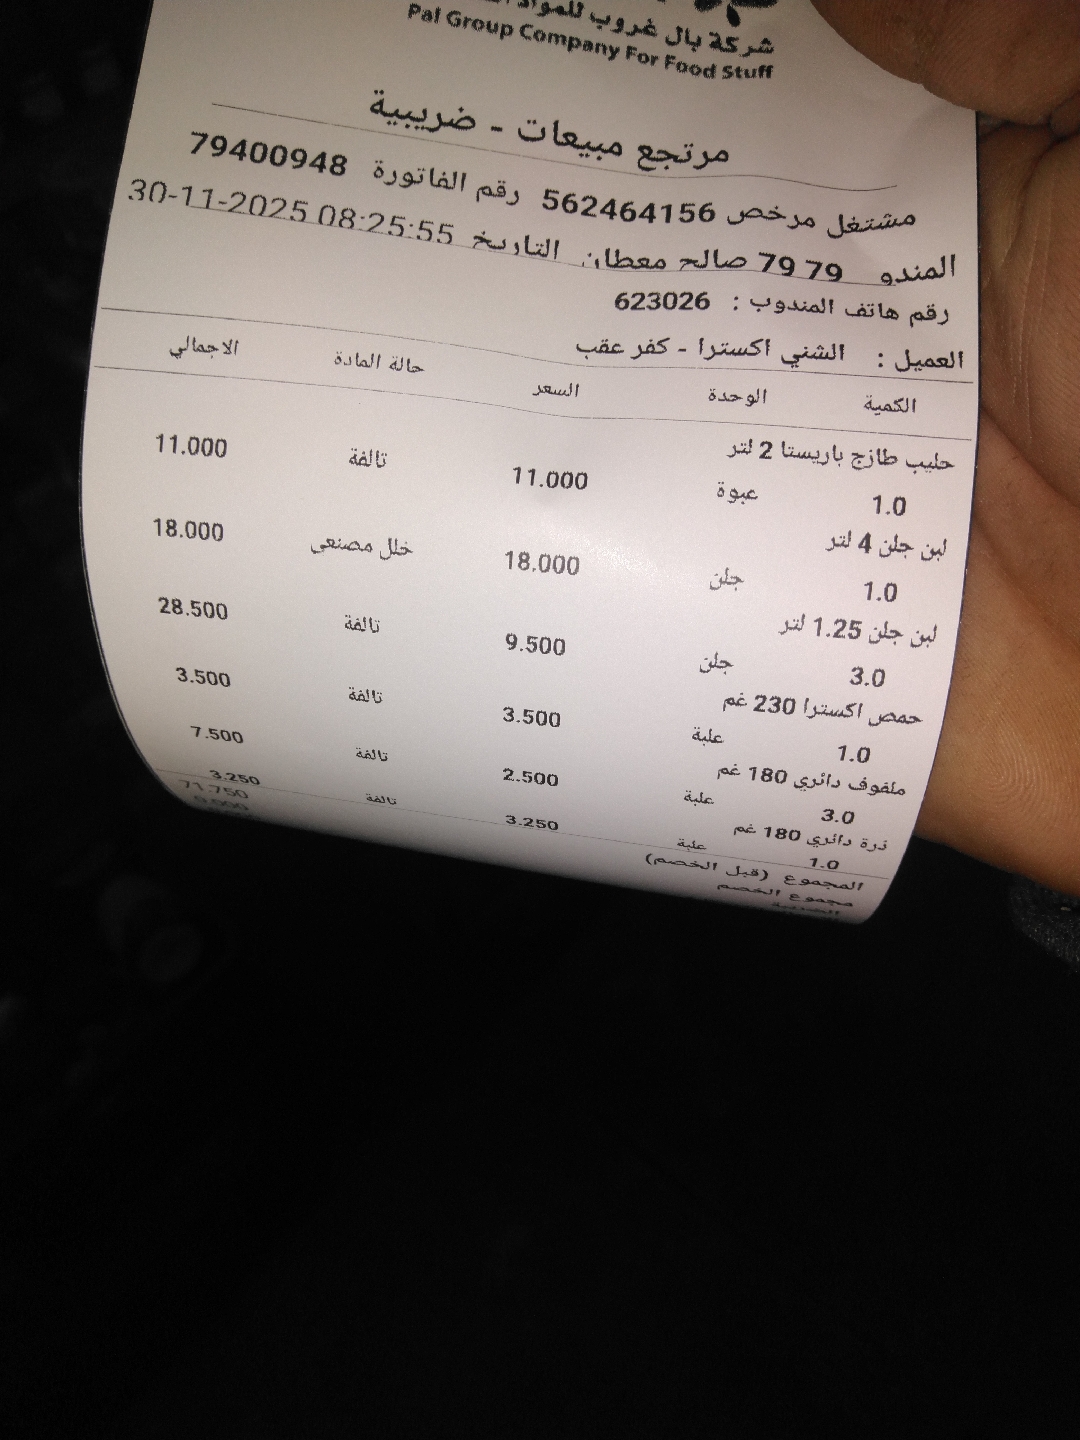 شركة بال غروب للمواد
Pal Group Company For Food Stuff
مرتجع مبيعات - ضريبية
مشتغل مرخص 562464156 رقم الفاتورة 79400948
المندو 79 79 صالح معطان التاريخ 30-11-2025 08:25:55
رقم هاتف المندوب : 623026
العميل : الشني اكسترا - كفر عقب
الكمية الوحدة السعر حالة المادة الاجمالي
حليب طازج باريستا 2 لتر
1.0 عبوة 11.000 تالفة 11.000
لبن جلن 4 لتر
1.0 جلن 18.000 خلل مصنعي 18.000
لبن جلن 1.25 لتر
3.0 جلن 9.500 تالفة 28.500
حمص اكسترا 230 غم
1.0 علبة 3.500 تالفة 3.500
ملفوف دائري 180 غم
3.0 علبة 2.500 تالفة 7.500
ذرة دائري 180 غم
1.0 علبة 3.250 تالفة 3.250
المجموع (قبل الخصم) 71.750
مجموع الخصم 0.000
الضريبة